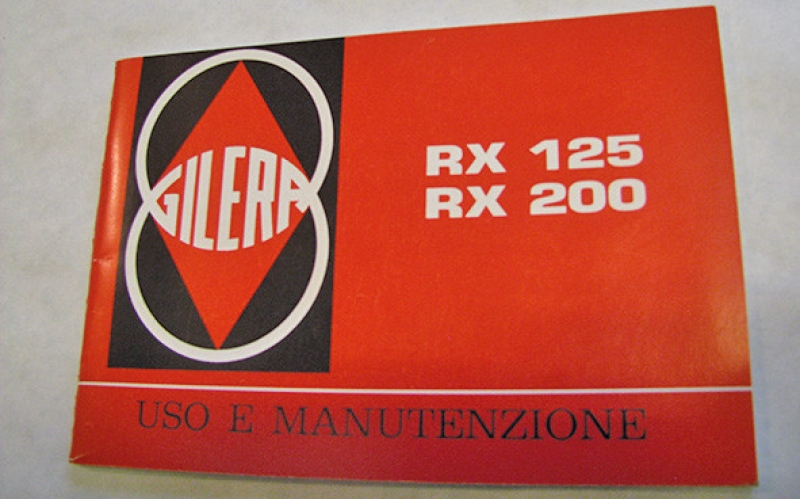 GILERA
RX 125
RX 200
USO E MANUTENZIONE